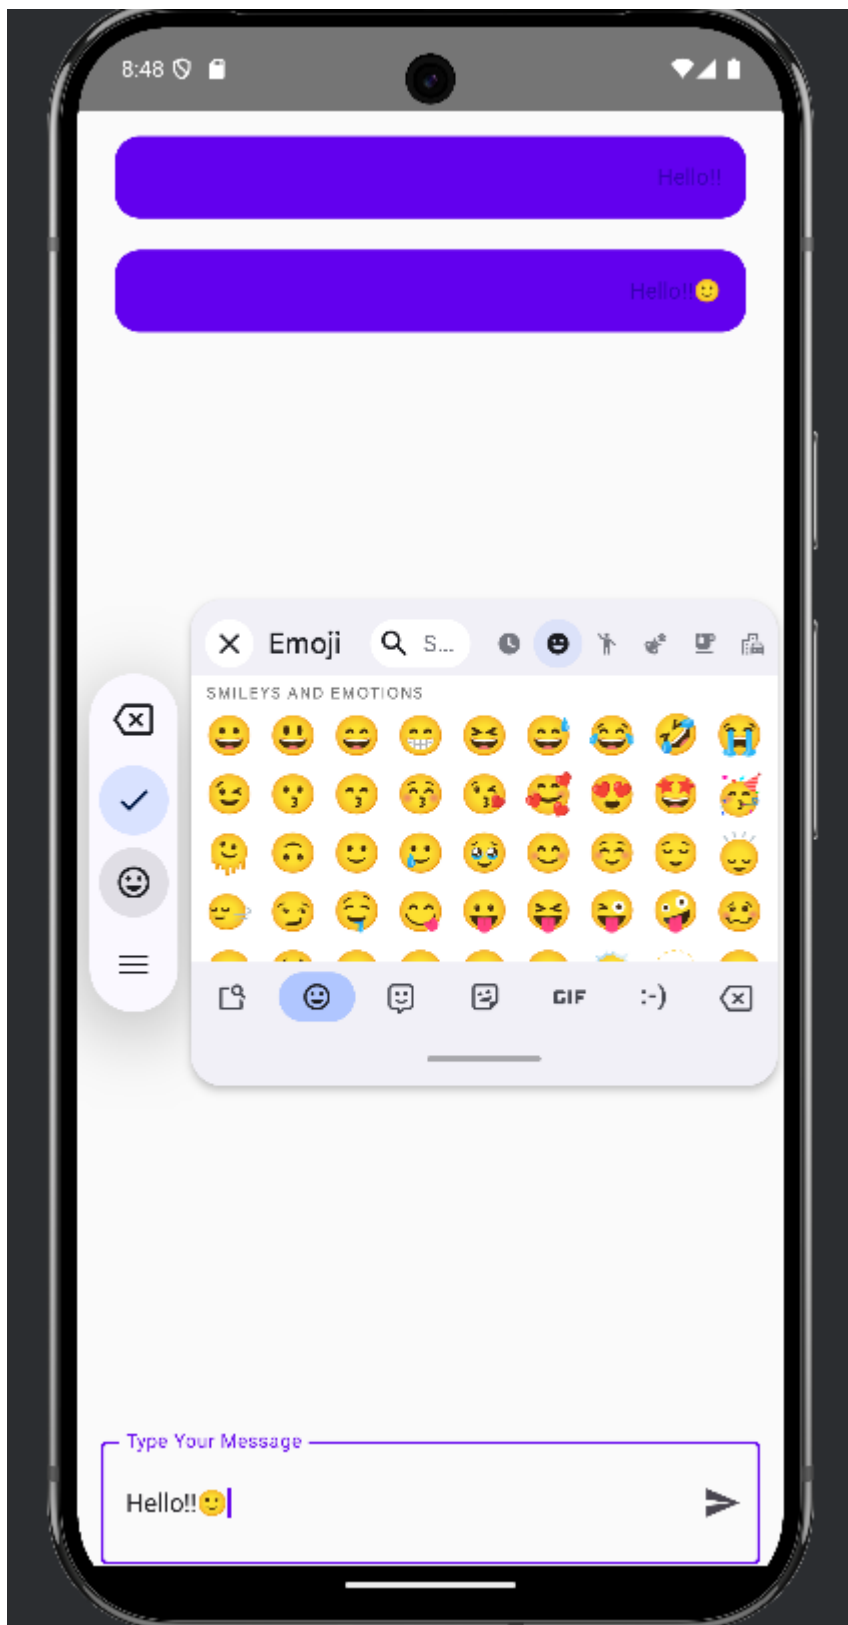 8:48
Hello!!
Hello!!🙂
Emoji
S...
SMILEYS AND EMOTIONS
GIF
:-)
Type Your Message
Hello!!🙂